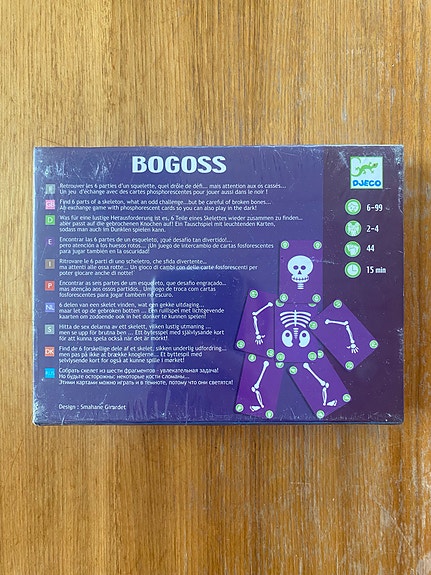 BOGOSS
DJECO
Retrouver les 6 parties d'un squelette, quel drôle de défi... mais attention aux os cassés...
Un jeu d'échange avec des cartes phosphorescentes pour jouer aussi dans le noir !
GB
Find 6 parts of a skeleton, what an odd challenge...but be careful of broken bones...
An exchange game with phosphorescent cards so you can also play in the dark!
D
Was für eine lustige Herausforderung ist es, 6 Teile eines Skelettes wieder zusammen zu finden...
aber passt auf die gebrochenen Knochen auf! Ein Tauschspiel mit leuchtenden Karten,
sodass man auch im Dunklen spielen kann.
E
Encontrar las 6 partes de un esqueleto, ¡qué desafío tan divertido!...
pero ¡atención a los huesos rotos!... ¡Un juego de intercambio de cartas fosforescentes
para jugar también en la oscuridad!
I
Ritrovare le 6 parti di uno scheletro, che sfida divertente...
ma attenti alle ossa rotte... Un gioco di cambi con delle carte fosforescenti per
poter giocare anche di notte!
P
Encontrar as seis partes de um esqueleto, que desafio engraçado...
mas atenção aos ossos partidos.. Um jogo de troca com cartas
fosforescentes para jogar também no escuro.
NL
6 delen van een skelet vinden, wat een gekke uitdaging...
maar let op de gebroken botten ... Een ruilspel met lichtgevende
kaarten om zodoende ook in het donker te kunnen spelen!
S
Hitta de sex delarna av ett skelett, vilken lustig utmaning ...
men se upp för brutna ben ... Ett bytesspel med självlysande kort
för att kunna spela också när det är mörkt!
DK
Find de 6 forskellige dele af et skelet, sikken underlig udfordring...
men pas på ikke at brække knoglerne... Et byttespil med
selvlysende kort for også at kunne spille i mørket!
Собрать скелет из шести фрагментов - увлекательная задача!
Но будьте осторожны: некоторые кости сломаны...
Этими картами можно играть и в темноте, потому что они светятся!
Design : Smahane Girardet
6-99
2-4
44
15 min